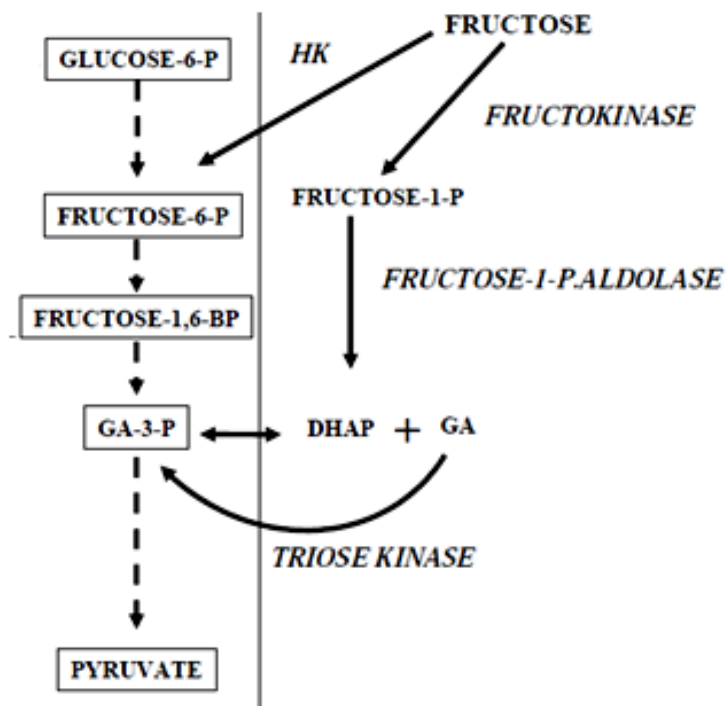 FRUCTOSE
GLUCOSE-6-P
HK
FRUCTOKINASE
FRUCTOSE-6-P
FRUCTOSE-1-P
FRUCTOSE-1-P.ALDOLASE
FRUCTOSE-1,6-BP
GA-3-P
DHAP + GA
TRIOSE KINASE
PYRUVATE